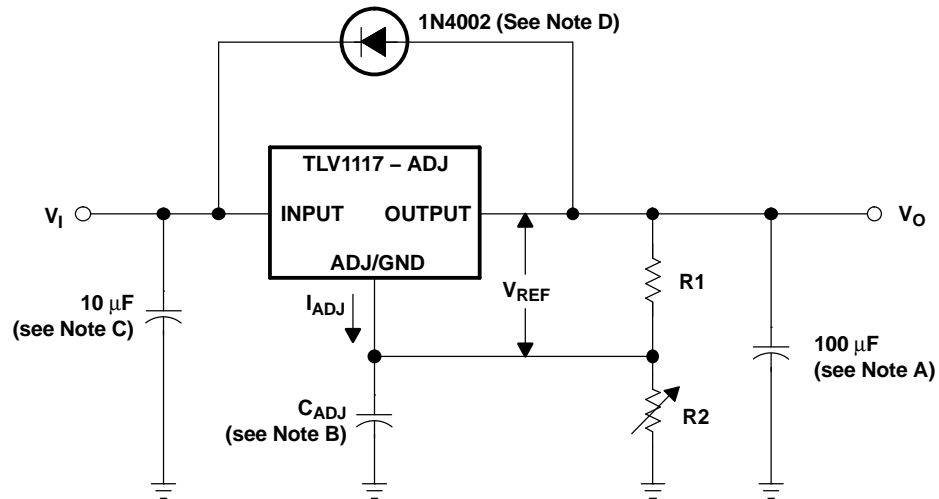 1N4002 (See Note D)
TLV1117 – ADJ
INPUT OUTPUT
ADJ/GND
V_I
V_O
V_REF
I_ADJ
R1
10 μF
(see Note C)
100 μF
(see Note A)
C_ADJ
(see Note B)
R2